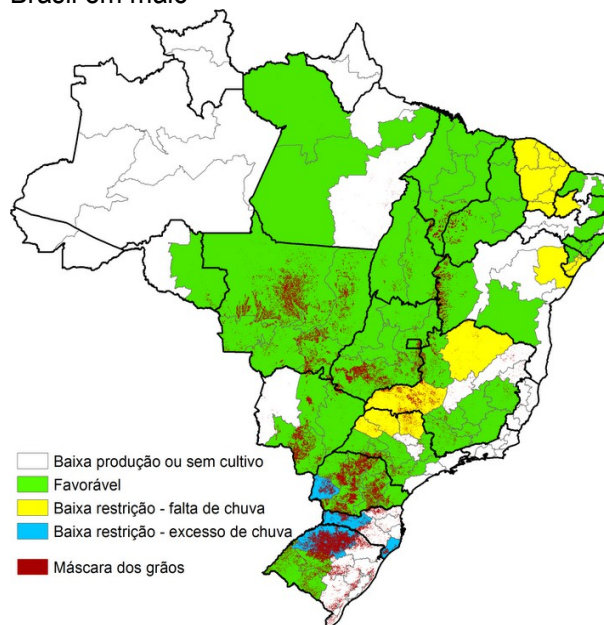 Brasil em maio
Baixa produção ou sem cultivo
Favorável
Baixa restrição - falta de chuva
Baixa restrição - excesso de chuva
Máscara dos grãos